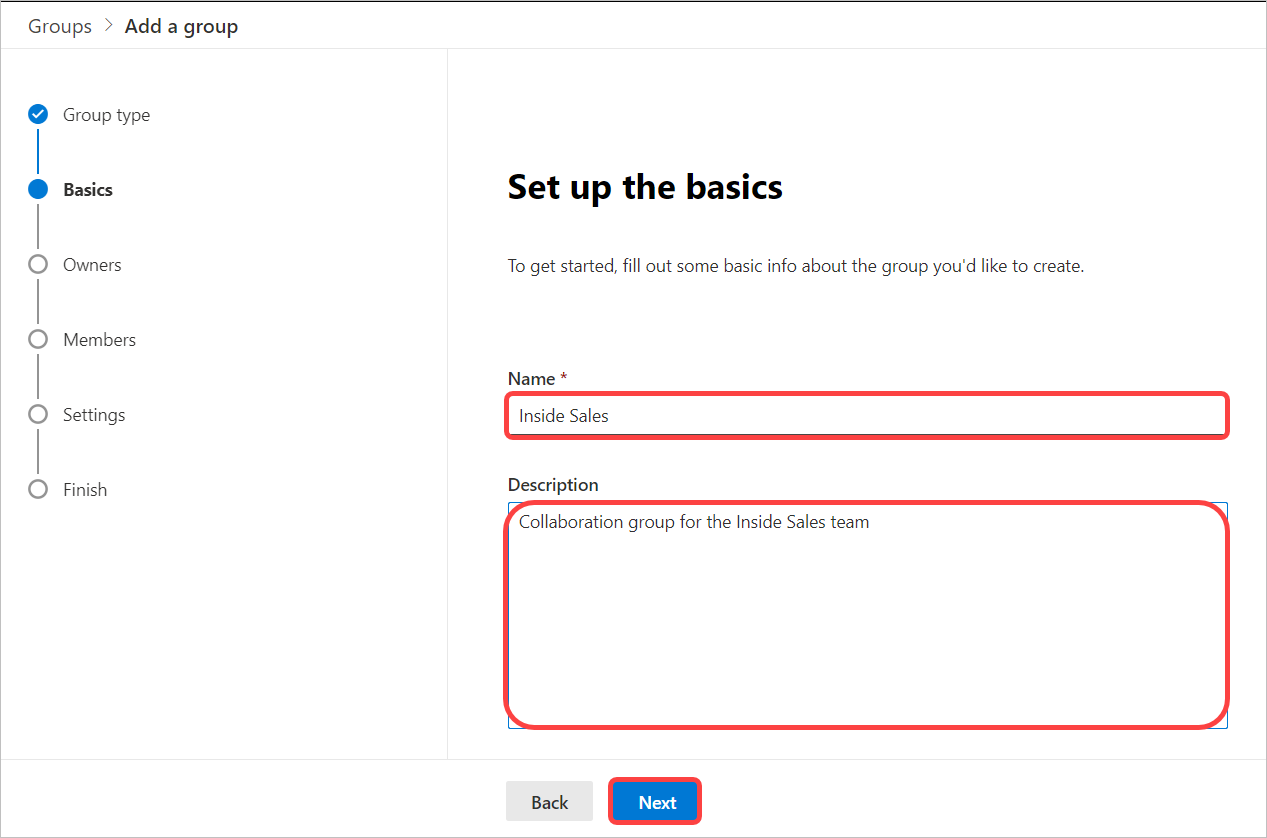 Groups > Add a group
Group type
Basics
Owners
Members
Settings
Finish
Set up the basics
To get started, fill out some basic info about the group you'd like to create.
Name *
Inside Sales
Description
Collaboration group for the Inside Sales team
Back Next